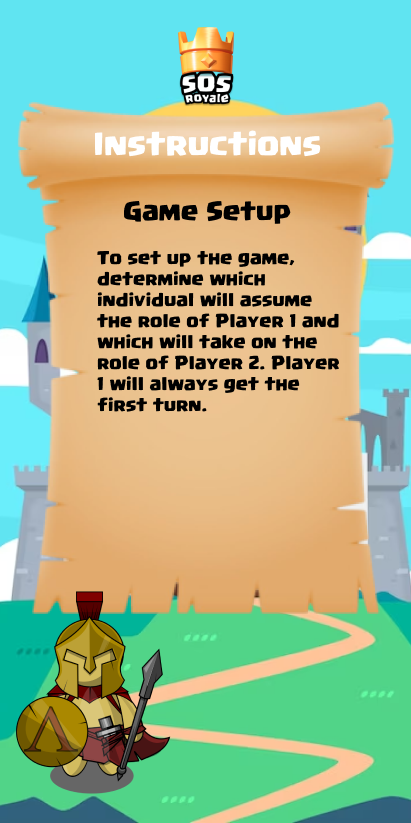 SOS
Royale
Instructions
Game Setup
To set up the game,
determine which
individual will assume
the role of Player 1 and
which will take on the
role of Player 2. Player
1 will always get the
first turn.
Λ